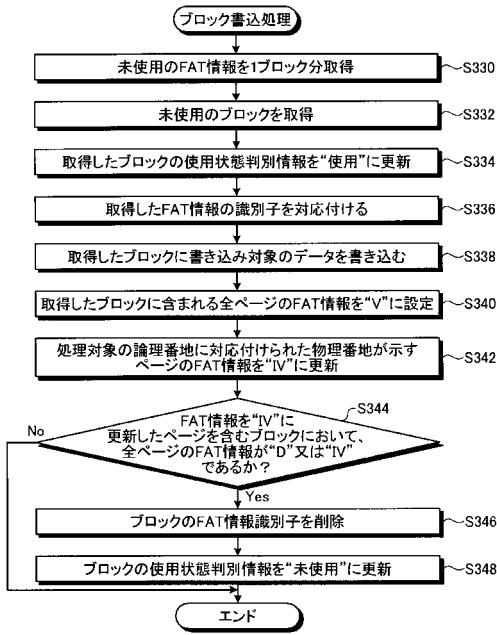 ブロック書込処理
未使用のFAT情報を1ブロック分取得
S330
未使用のブロックを取得
S332
取得したブロックの使用状態判別情報を“使用”に更新
S334
取得したFAT情報の識別子を対応付ける
S336
取得したブロックに書き込み対象のデータを書き込む
S338
取得したブロックに含まれる全ページのFAT情報を“V”に設定
S340
処理対象の論理番地に対応付けられた物理番地が示す
ページのFAT情報を“IV”に更新
S342
S344
No
FAT情報を“IV”に
更新したページを含むブロックにおいて、
全ページのFAT情報が“D”又は“IV”
であるか？
Yes
ブロックのFAT情報識別子を削除
S346
ブロックの使用状態判別情報を“未使用”に更新
S348
エンド